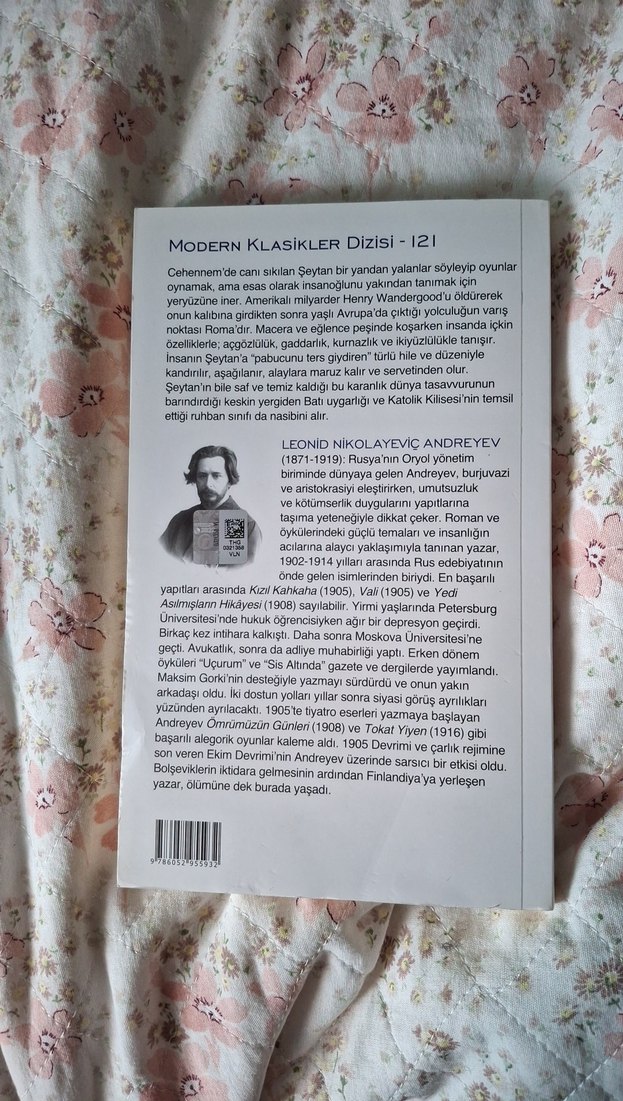 MODERN KLASİKLER DİZİSİ - 121
Cehennem'de canı sıkılan Şeytan bir yandan yalanlar söyleyip oyunlar
oynamak, ama esas olarak insanoğlunu yakından tanımak için
yeryüzüne iner. Amerikalı milyarder Henry Wandergood'u öldürerek
onun kalıbına girdikten sonra yaşlı Avrupa'da çıktığı yolculuğun varış
noktası Roma'dır. Macera ve eğlence peşinde koşarken insanda içkin
özelliklerle; açgözlülük, gaddarlık, kurnazlık ve ikiyüzlülükle tanışır.
İnsanın Şeytan'a "pabucunu ters giydiren" türlü hile ve düzeniyle
kandırılır, aşağılanır, alaylara maruz kalır ve servetinden olur.
Şeytan'ın bile saf ve temiz kaldığı bu karanlık dünya tasavvurunun
barındırdığı keskin yergiden Batı uygarlığı ve Katolik Kilisesi'nin temsil
ettiği ruhban sınıfı da nasibini alır.
LEONİD NİKOLAYEVİÇ ANDREYEV
(1871-1919): Rusya'nın Oryol yönetim
biriminde dünyaya gelen Andreyev, burjuvazi
ve aristokrasiyi eleştirirken, umutsuzluk
ve kötümserlik duygularını yapıtlarına
taşıma yeteneğiyle dikkat çeker. Roman ve
öykülerindeki güçlü temaları ve insanlığın
acılarına alaycı yaklaşımıyla tanınan yazar,
1902-1914 yılları arasında Rus edebiyatının
önde gelen isimlerinden biriydi. En başarılı
yapıtları arasında Kızıl Kahkaha (1905), Vali (1905) ve Yedi
Asılmışların Hikâyesi (1908) sayılabilir. Yirmi yaşlarında Petersburg
Üniversitesi'nde hukuk öğrencisiyken ağır bir depresyon geçirdi.
Birkaç kez intihara kalkıştı. Daha sonra Moskova Üniversitesi'ne
geçti. Avukatlık, sonra da adliye muhabirliği yaptı. Erken dönem
öyküleri "Uçurum" ve "Sis Altında" gazete ve dergilerde yayımlandı.
Maksim Gorki'nin desteğiyle yazmayı sürdürdü ve onun yakın
arkadaşı oldu. İki dostun yolları yıllar sonra siyasi görüş ayrılıkları
yüzünden ayrılacaktı. 1905'te tiyatro eserleri yazmaya başlayan
Andreyev Ömrümüzün Günleri (1908) ve Tokat Yiyen (1916) gibi
başarılı alegorik oyunlar kaleme aldı. 1905 Devrimi ve çarlık rejimine
son veren Ekim Devrimi'nin Andreyev üzerinde sarsıcı bir etkisi oldu.
Bolşeviklerin iktidara gelmesinin ardından Finlandiya'ya yerleşen
yazar, ölümüne dek burada yaşadı.
THG
0321368
VLN
9 786052 955932